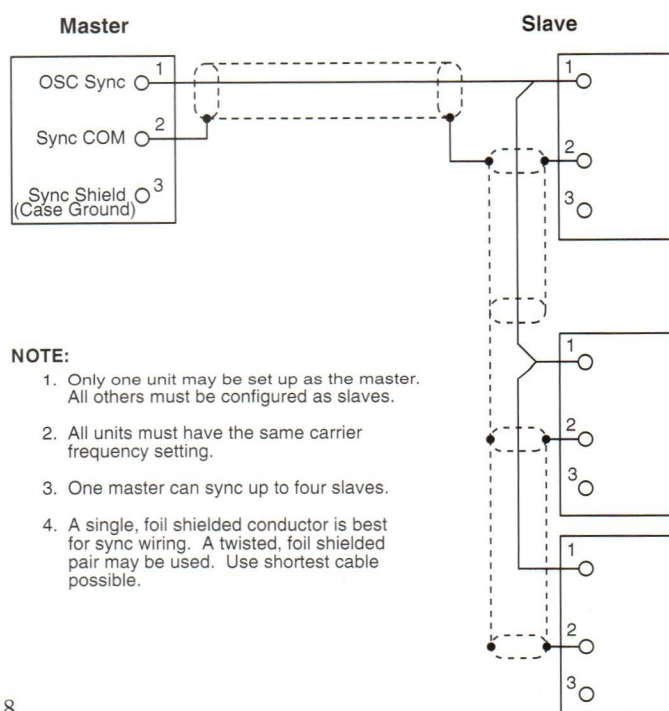 Master
Slave
OSC Sync
1
Sync COM
2
Sync Shield
(Case Ground)
3
1
2
3
NOTE:
1. Only one unit may be set up as the master.
All others must be configured as slaves.
2. All units must have the same carrier
frequency setting.
3. One master can sync up to four slaves.
4. A single, foil shielded conductor is best
for sync wiring. A twisted, foil shielded
pair may be used. Use shortest cable
possible.
1
2
3
1
2
3
8